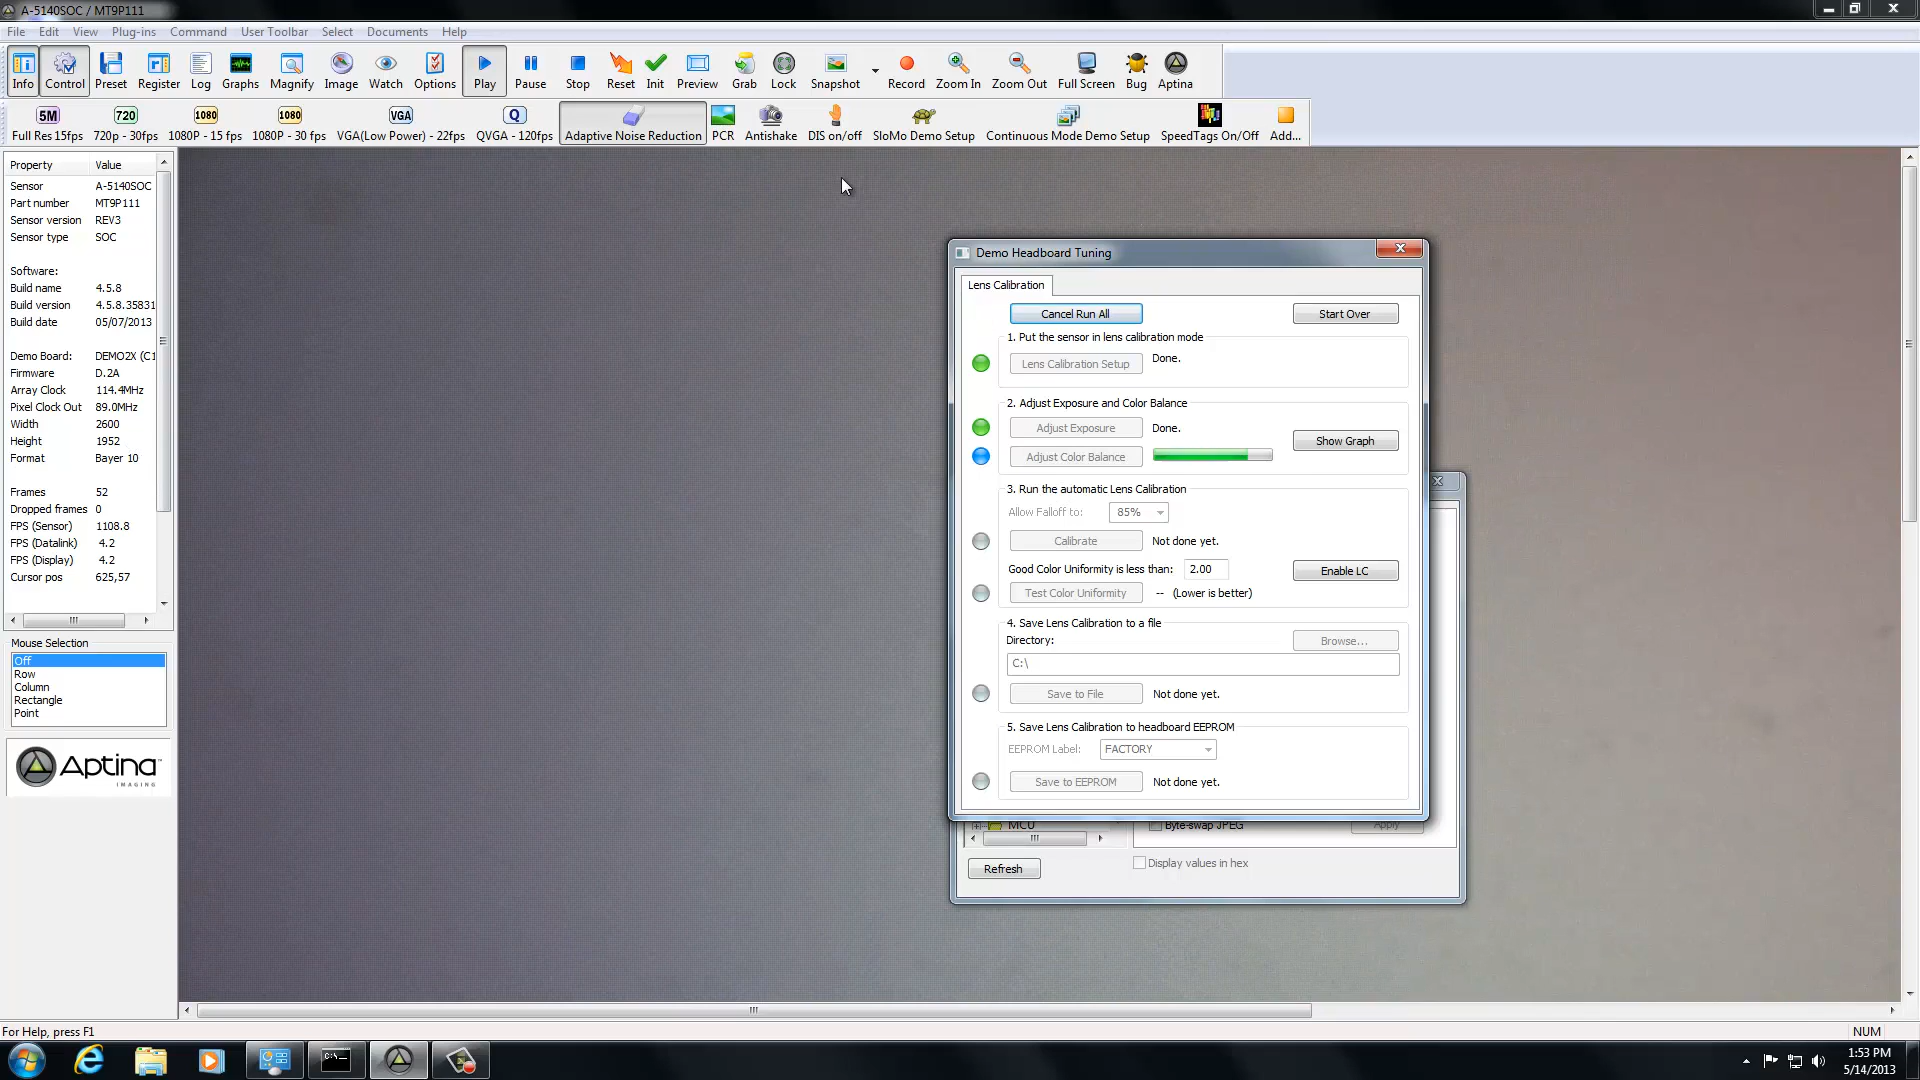 A-5140SOC / MT9P111
File Edit View Plug-ins Command User Toolbar Select Documents Help
Info Control Preset Register Log Graphs Magnify Image Watch Options Play Pause Stop Reset Init Preview Grab Lock Snapshot Record Zoom In Zoom Out Full Screen Bug Aptina
5M 720 1080 1080 VGA Q
Full Res 15fps 720p - 30fps 1080P - 15 fps 1080P - 30 fps VGA(Low Power) - 22fps QVGA - 120fps Adaptive Noise Reduction PCR Antishake DIS on/off SloMo Demo Setup Continuous Mode Demo Setup SpeedTags On/Off Add...
Property Value
Sensor A-5140SOC
Part number MT9P111
Sensor version REV3
Sensor type SOC
Software:
Build name 4.5.8
Build version 4.5.8.35831
Build date 05/07/2013
Demo Board: DEMO2X (C1
Firmware D.2A
Array Clock 114.4MHz
Pixel Clock Out 89.0MHz
Width 2600
Height 1952
Format Bayer 10
Frames 52
Dropped frames 0
FPS (Sensor) 1108.8
FPS (Datalink) 4.2
FPS (Display) 4.2
Cursor pos 625,57
Mouse Selection
Off
Row
Column
Rectangle
Point
Aptina
IMAGING
Demo Headboard Tuning
Lens Calibration
Cancel Run All Start Over
1. Put the sensor in lens calibration mode
Lens Calibration Setup Done.
2. Adjust Exposure and Color Balance
Adjust Exposure Done.
Show Graph
Adjust Color Balance
3. Run the automatic Lens Calibration
Allow Falloff to: 85%
Calibrate Not done yet.
Good Color Uniformity is less than: 2.00 Enable LC
Test Color Uniformity -- (Lower is better)
4. Save Lens Calibration to a file
Directory: Browse...
C:\
Save to File Not done yet.
5. Save Lens Calibration to headboard EEPROM
EEPROM Label: FACTORY
Save to EEPROM Not done yet.
MCU Byte-swap JPEG Apply
Display values in hex
Refresh
For Help, press F1 NUM
C:\
1:53 PM
5/14/2013